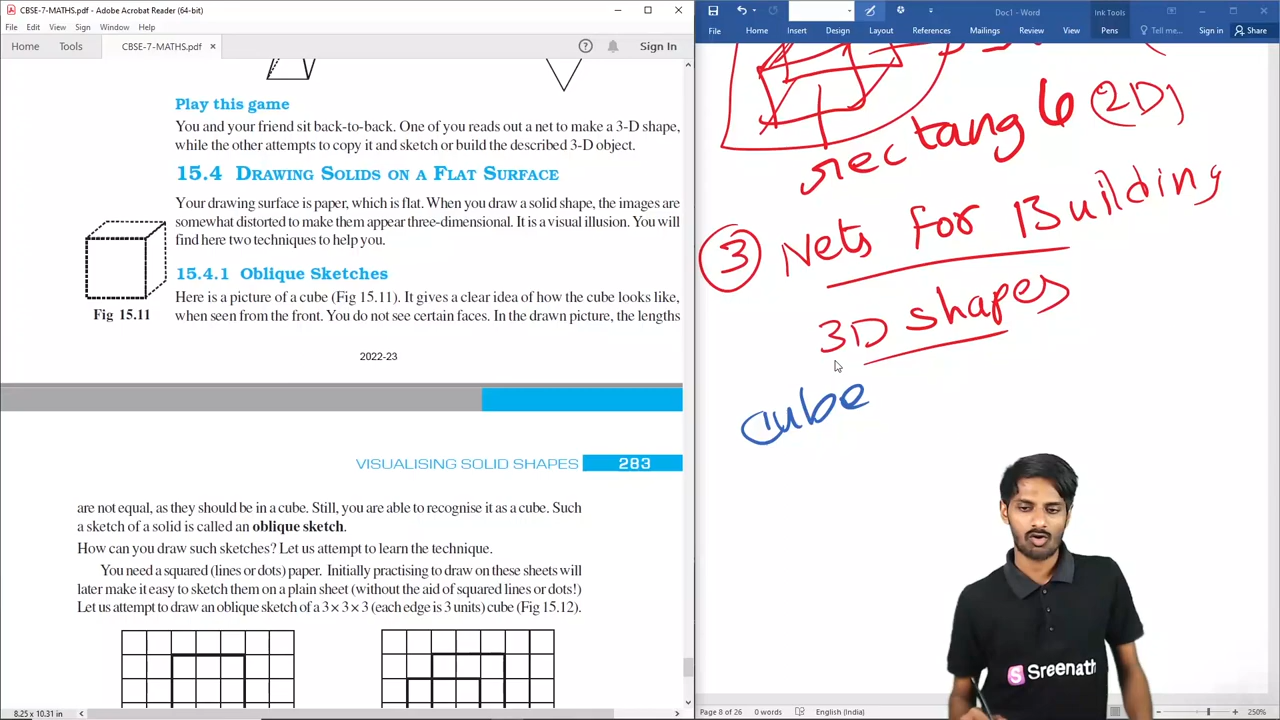 CBSE-7-MATHS.pdf - Adobe Acrobat Reader (64-bit)
File Edit View Sign Window Help
Home Tools CBSE-7-MATHS.pdf × ? Sign In
Play this game
You and your friend sit back-to-back. One of you reads out a net to make a 3-D shape,
while the other attempts to copy it and sketch or build the described 3-D object.
15.4 DRAWING SOLIDS ON A FLAT SURFACE
Your drawing surface is paper, which is flat. When you draw a solid shape, the images are
somewhat distorted to make them appear three-dimensional. It is a visual illusion. You will
find here two techniques to help you.
15.4.1 Oblique Sketches
Here is a picture of a cube (Fig 15.11). It gives a clear idea of how the cube looks like,
when seen from the front. You do not see certain faces. In the drawn picture, the lengths
Fig 15.11
2022-23
VISUALISING SOLID SHAPES 283
are not equal, as they should be in a cube. Still, you are able to recognise it as a cube. Such
a sketch of a solid is called an oblique sketch.
How can you draw such sketches? Let us attempt to learn the technique.
You need a squared (lines or dots) paper. Initially practising to draw on these sheets will
later make it easy to sketch them on a plain sheet (without the aid of squared lines or dots!)
Let us attempt to draw an oblique sketch of a 3 × 3 × 3 (each edge is 3 units) cube (Fig 15.12).
Doc1 - Word
Ink Tools
File Home Insert Design Layout References Mailings Review View Pens Tell me... Sign in Share
rectang 6 (2D)
3 Nets for Building
3D shapes
cube
Sreenath
Page 8 of 26 0 words English (India) 250%